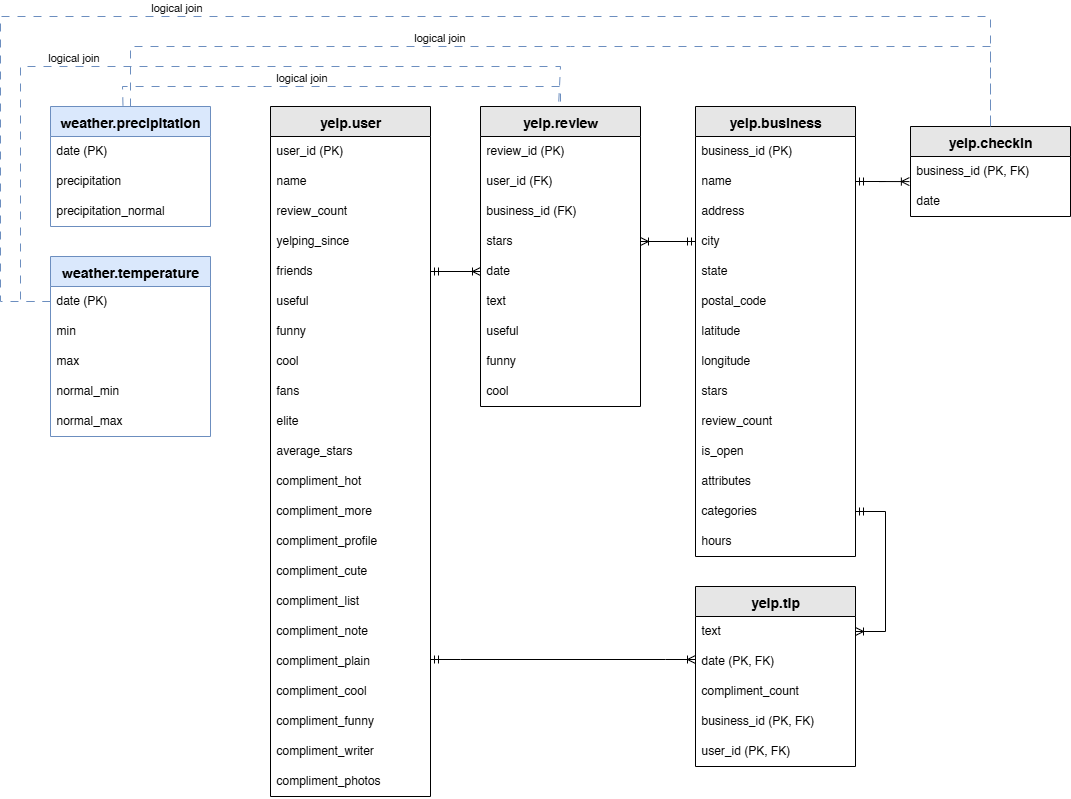 logical join
logical join
logical join
logical join
weather.precipitation
date (PK)
precipitation
precipitation_normal
weather.temperature
date (PK)
min
max
normal_min
normal_max
yelp.user
user_id (PK)
name
review_count
yelping_since
friends
useful
funny
cool
fans
elite
average_stars
compliment_hot
compliment_more
compliment_profile
compliment_cute
compliment_list
compliment_note
compliment_plain
compliment_cool
compliment_funny
compliment_writer
compliment_photos
yelp.review
review_id (PK)
user_id (FK)
business_id (FK)
stars
date
text
useful
funny
cool
yelp.business
business_id (PK)
name
address
city
state
postal_code
latitude
longitude
stars
review_count
is_open
attributes
categories
hours
yelp.tip
text
date (PK, FK)
compliment_count
business_id (PK, FK)
user_id (PK, FK)
yelp.checkin
business_id (PK, FK)
date